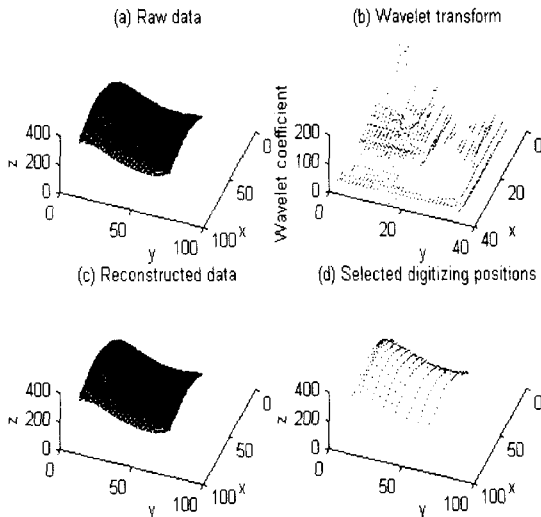 (a) Raw data
400
200
0
z
0
50
100
y
100
50
0
x
(b) Wavelet transform
200
100
0
Wavelet coefficient
0
20
40
y
40
20
0
x
(c) Reconstructed data
400
200
0
z
0
50
100
y
100
50
0
x
(d) Selected digitizing positions
400
200
0
z
0
50
100
y
100
50
0
x